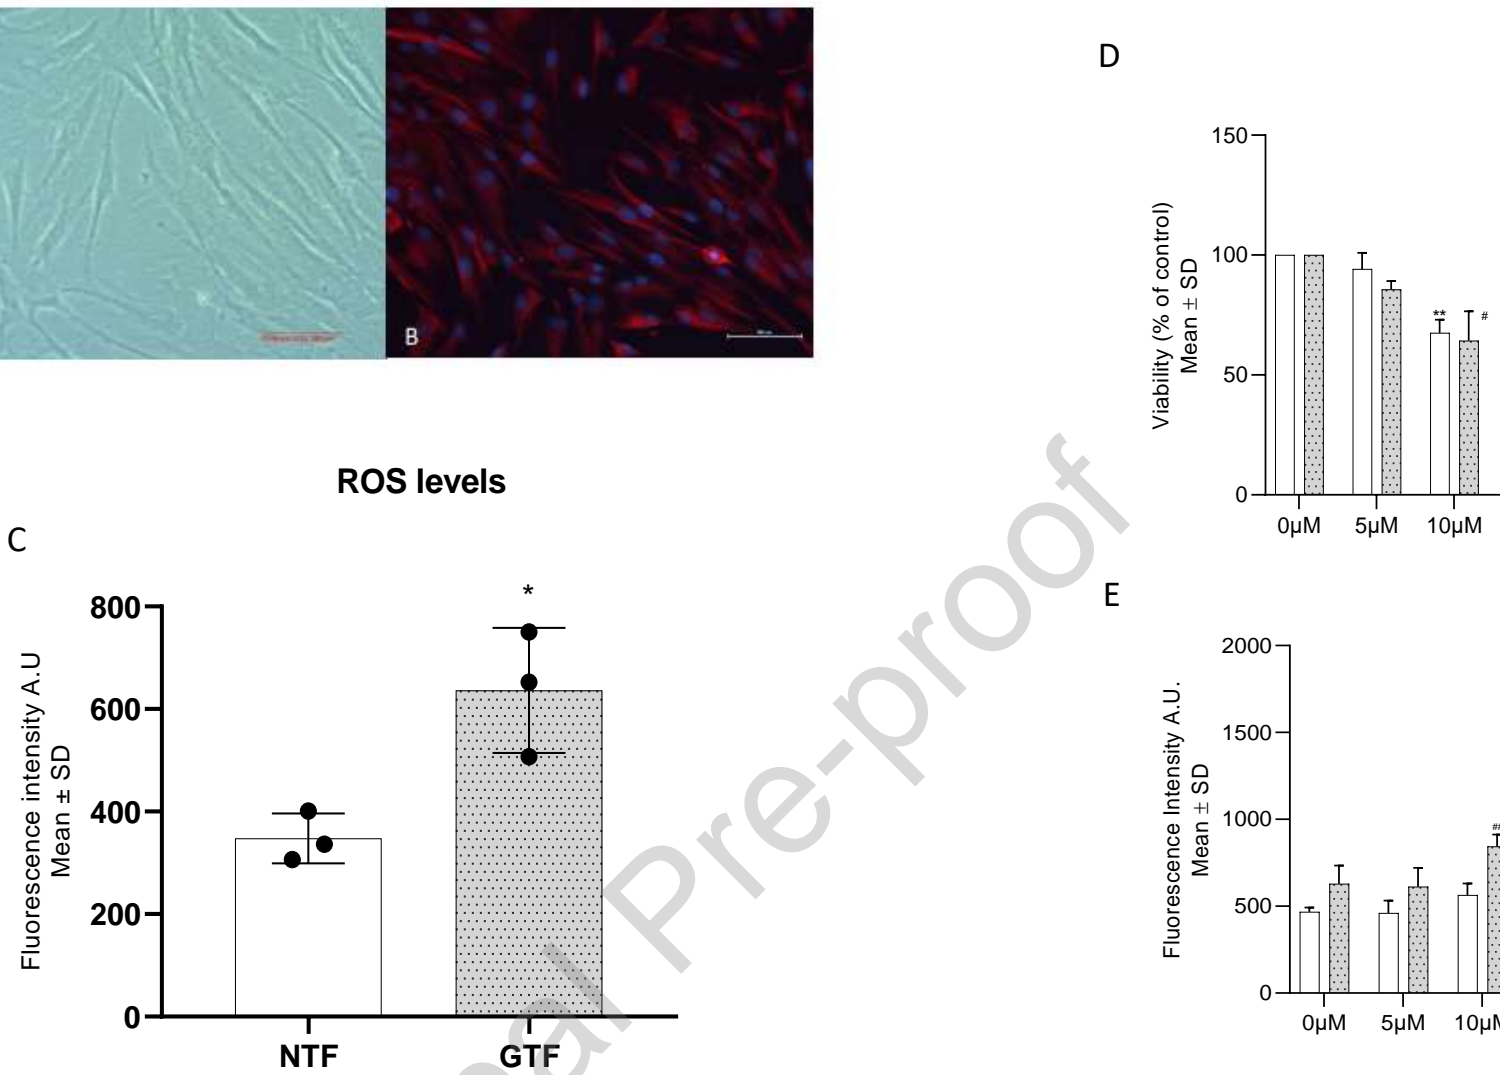 B
ROS levels
C
Fluorescence intensity A.U
Mean ± SD
800
600
400
200
0
*
NTF
GTF
D
Viability (% of control)
Mean ± SD
150
100
50
0
**
#
0µM
5µM
10µM
E
Fluorescence Intensity A.U.
Mean ± SD
2000
1500
1000
500
0
##
0µM
5µM
10µM
al Pre-proof